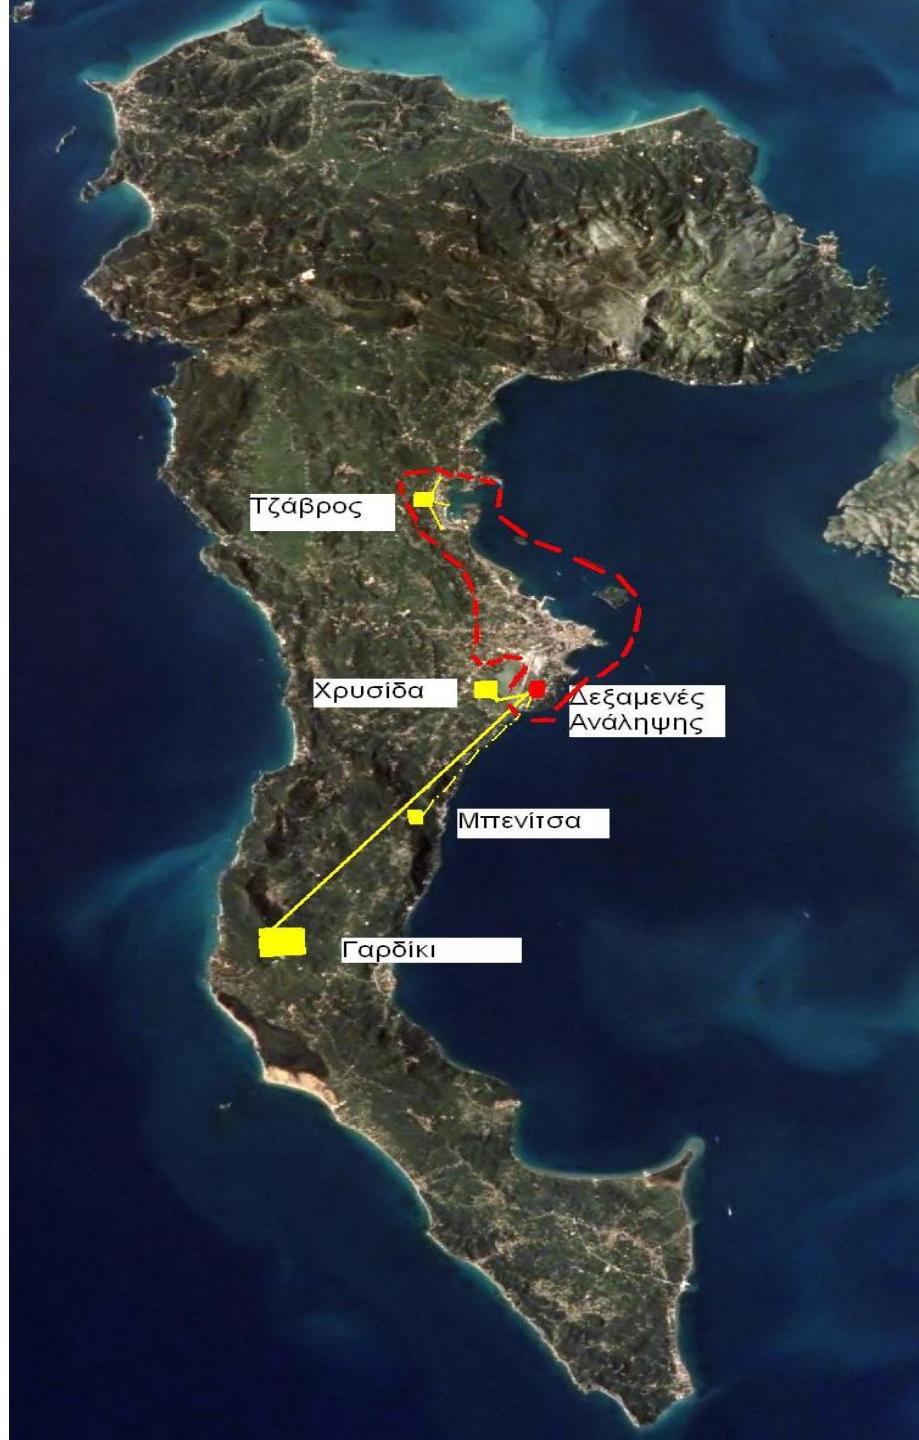 Τζάβρος
Χρυσίδα
Δεξαμενές
Ανάληψης
Μπενίτσα
Γαρδίκι